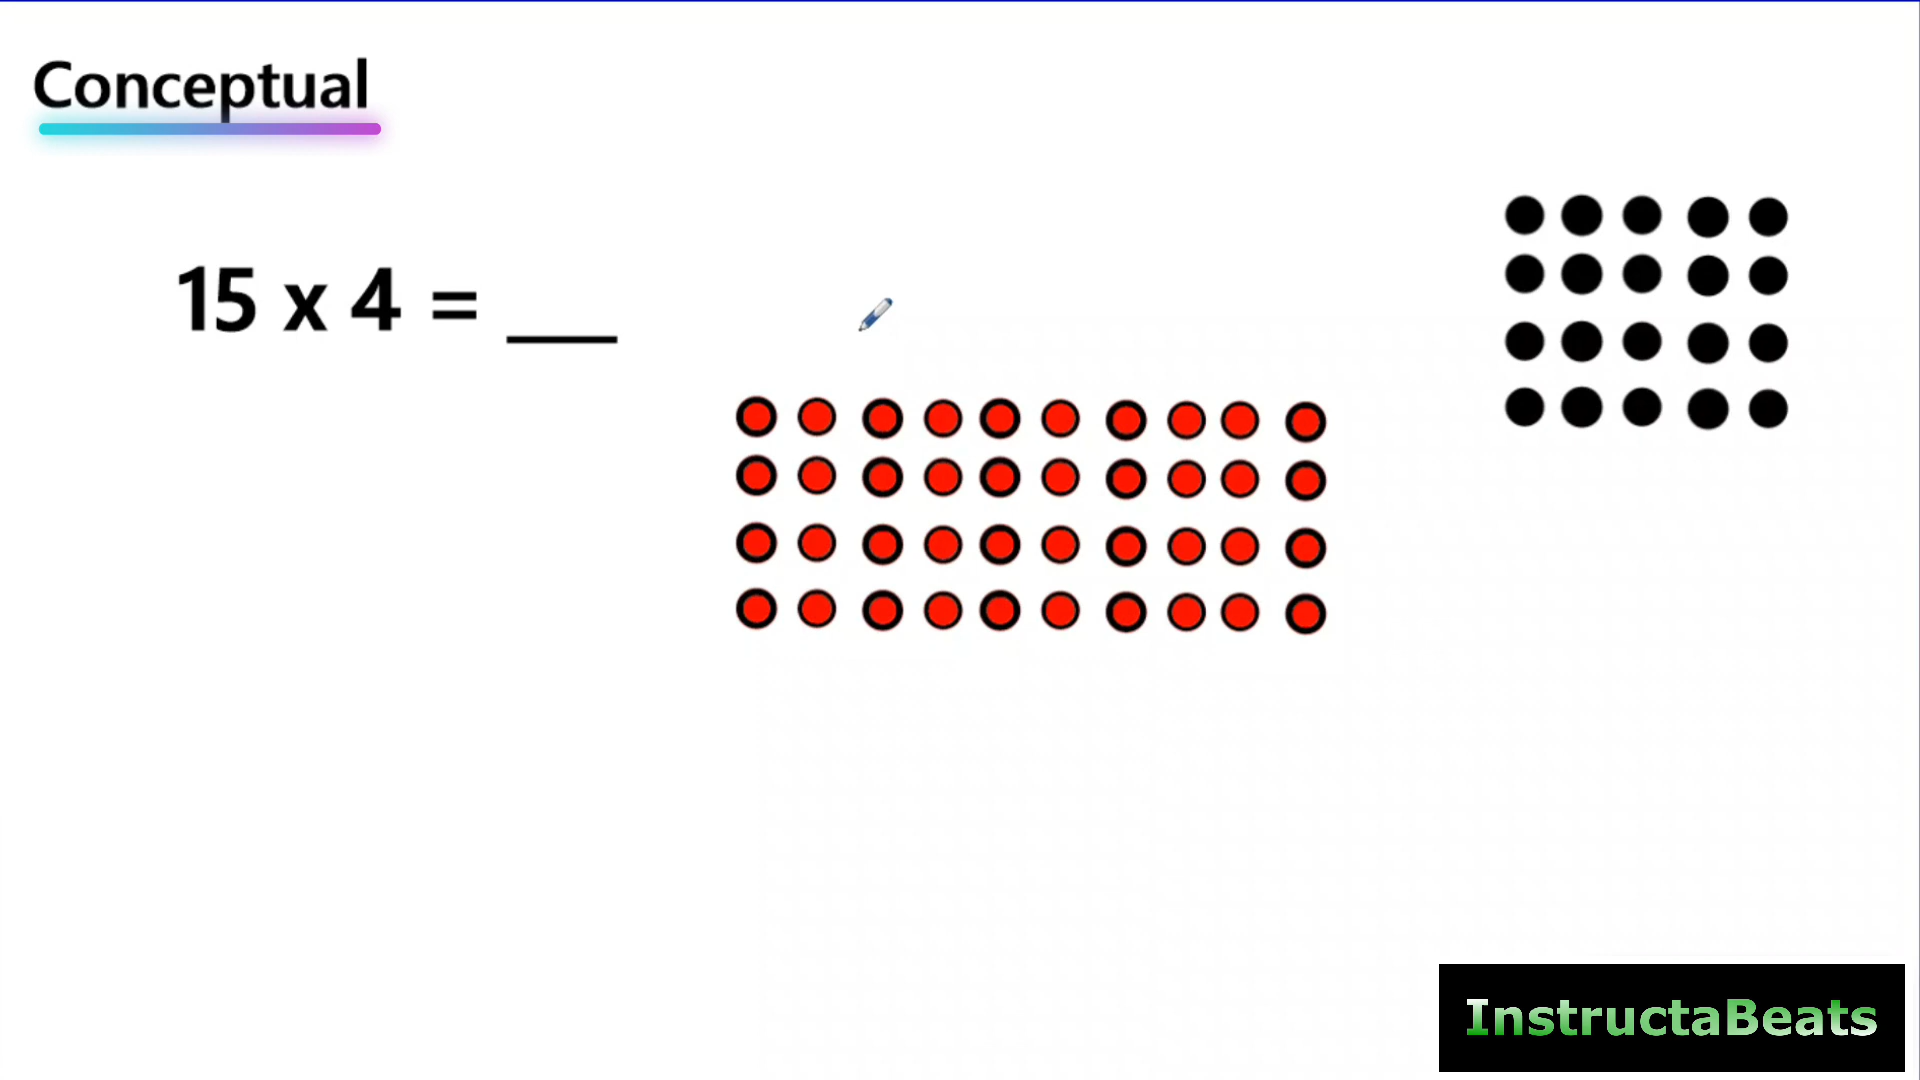 Conceptual
15 x 4 = ___
InstructaBeats